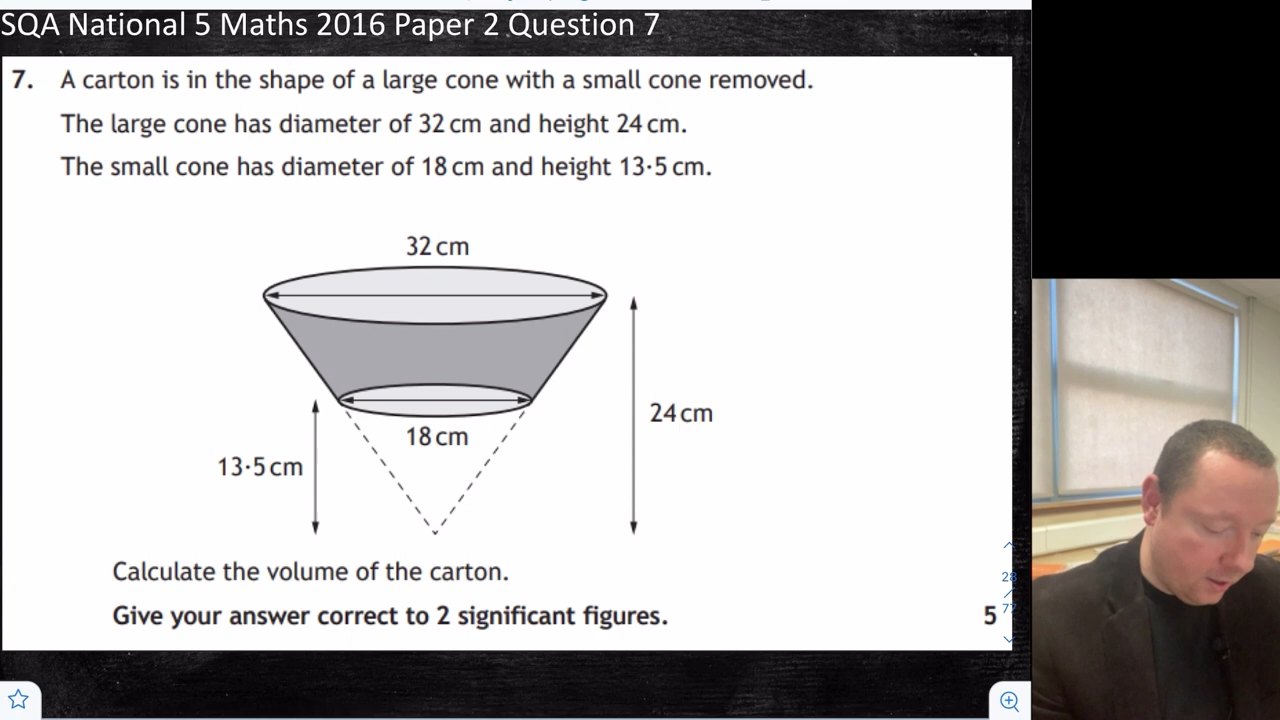 SQA National 5 Maths 2016 Paper 2 Question 7
7. A carton is in the shape of a large cone with a small cone removed.
The large cone has diameter of 32 cm and height 24 cm.
The small cone has diameter of 18 cm and height 13·5 cm.
32 cm
24 cm
18 cm
13·5 cm
Calculate the volume of the carton.
Give your answer correct to 2 significant figures. 5
28
77